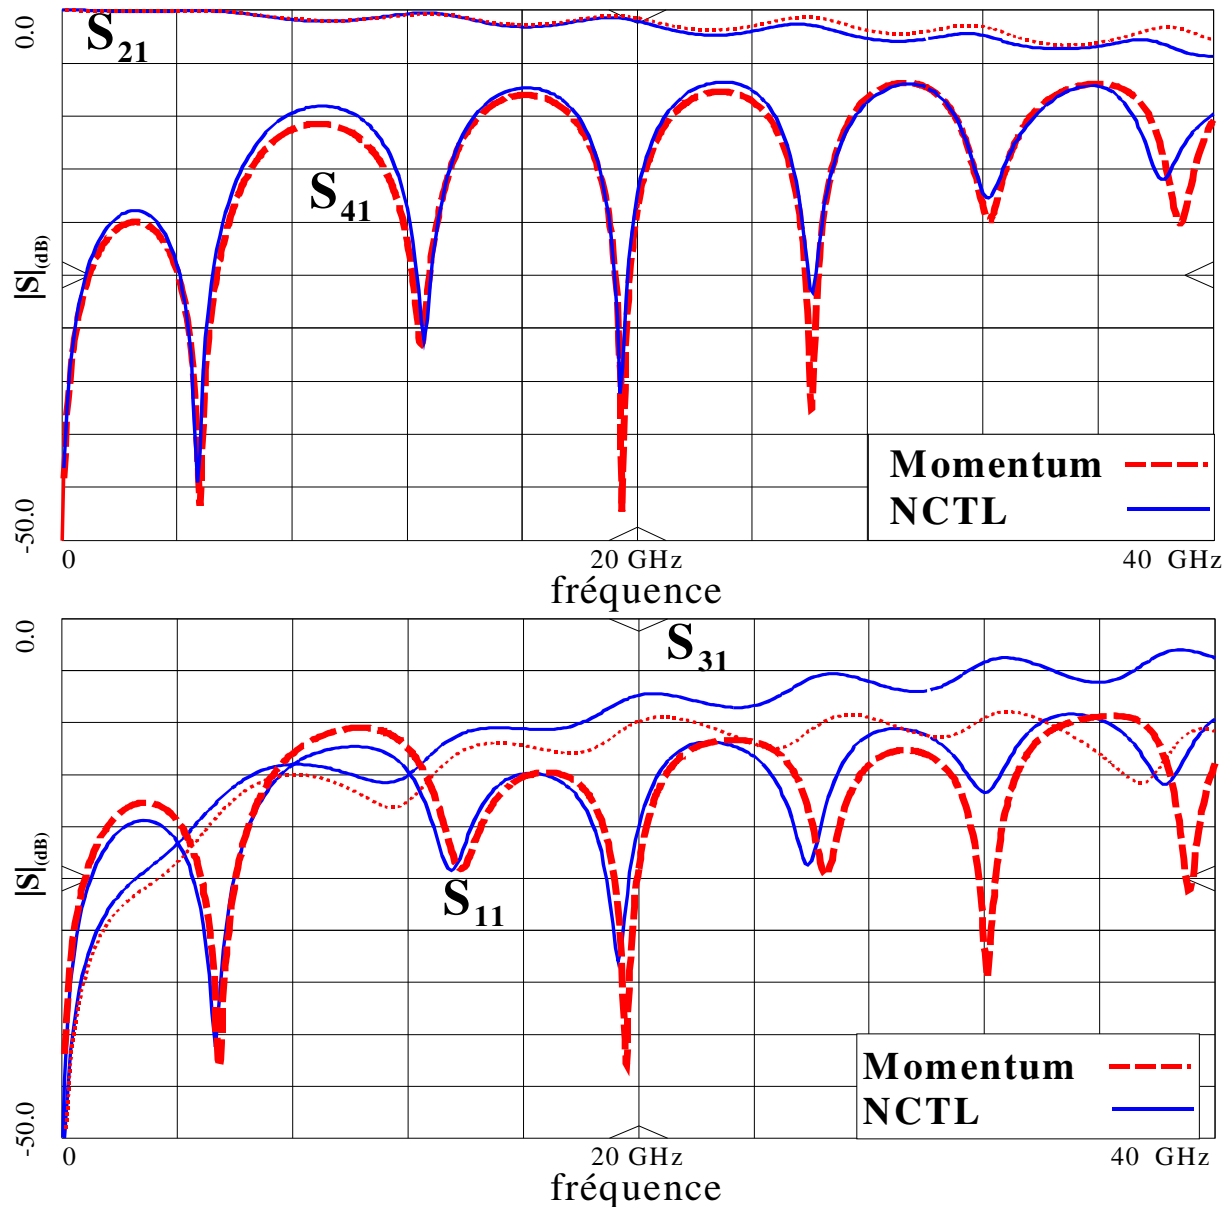 0.0
S21
S41
|S|(dB)
Momentum
NCTL
-50.0
0 20 GHz 40 GHz
fréquence
0.0
S31
|S|(dB)
S11
Momentum
NCTL
-50.0
0 20 GHz 40 GHz
fréquence